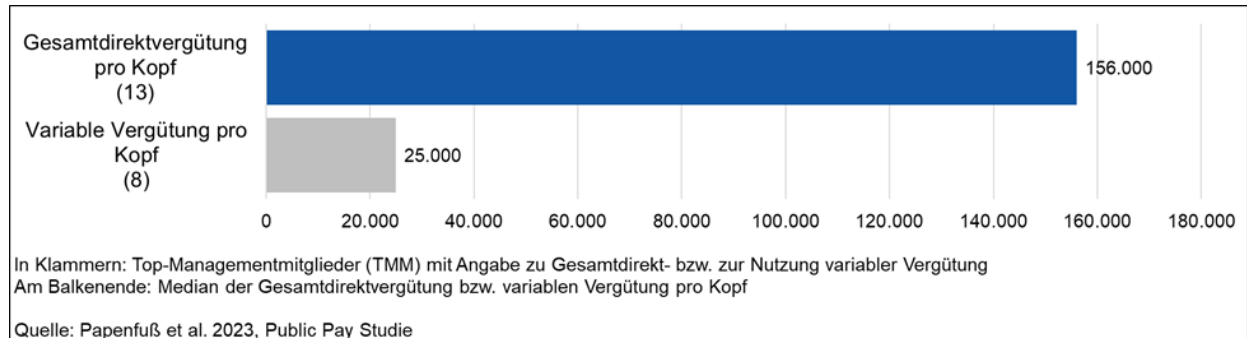 Gesamtdirektvergütung
pro Kopf
(13)
156.000
Variable Vergütung pro
Kopf
(8)
25.000
0 20.000 40.000 60.000 80.000 100.000 120.000 140.000 160.000 180.000
In Klammern: Top-Managementmitglieder (TMM) mit Angabe zu Gesamtdirekt- bzw. zur Nutzung variabler Vergütung
Am Balkenende: Median der Gesamtdirektvergütung bzw. variablen Vergütung pro Kopf
Quelle: Papenfuß et al. 2023, Public Pay Studie